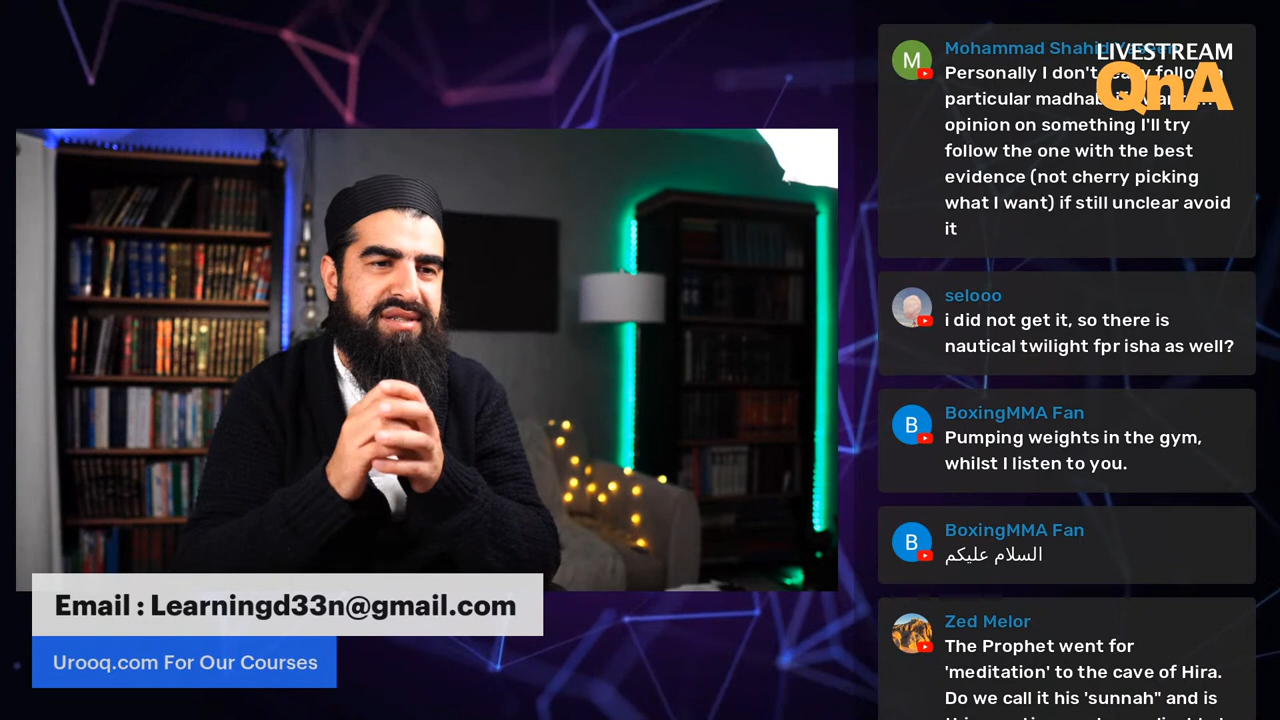 Mohammad Shahid
LIVESTREAM
QnA
Personally I don't
particular madhab
opinion on something I'll try
follow the one with the best
evidence (not cherry picking
what I want) if still unclear avoid
it
selooo
i did not get it, so there is
nautical twilight fpr isha as well?
BoxingMMA Fan
Pumping weights in the gym,
whilst I listen to you.
BoxingMMA Fan
السلام عليكم
Zed Melor
The Prophet went for
'meditation' to the cave of Hira.
Do we call it his 'sunnah" and is
Email : Learningd33n@gmail.com
Urooq.com For Our Courses